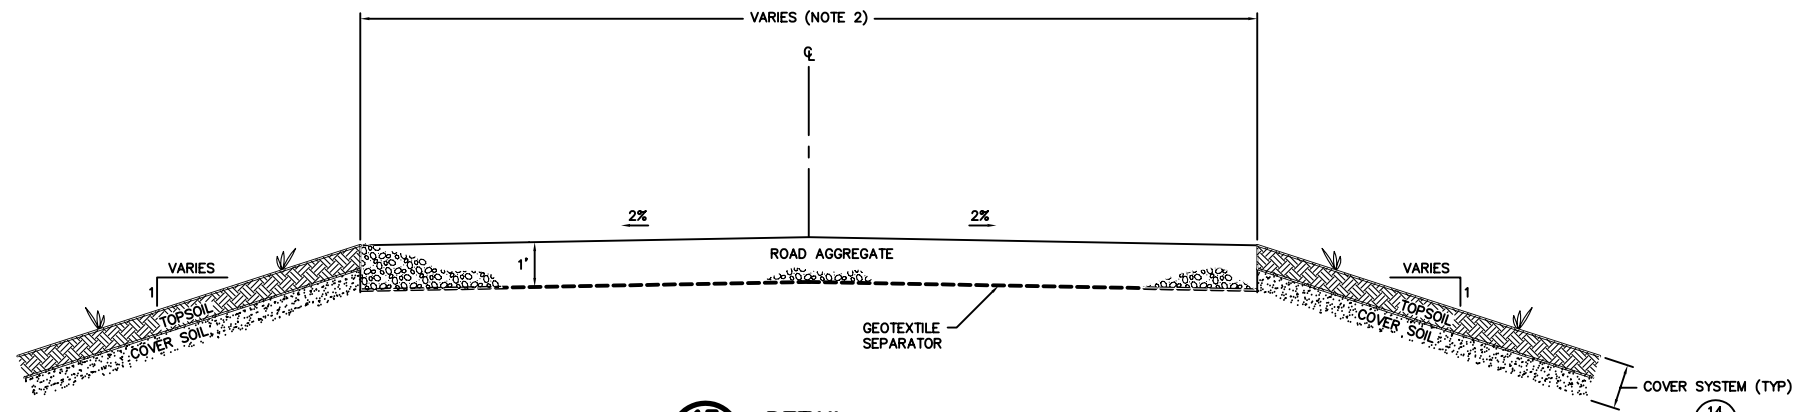 VARIES (NOTE 2)
℄
2%
2%
ROAD AGGREGATE
1'
VARIES
1
VARIES
1
TOPSOIL
COVER SOIL
TOPSOIL
COVER SOIL
GEOTEXTILE
SEPARATOR
COVER SYSTEM (TYP)
14